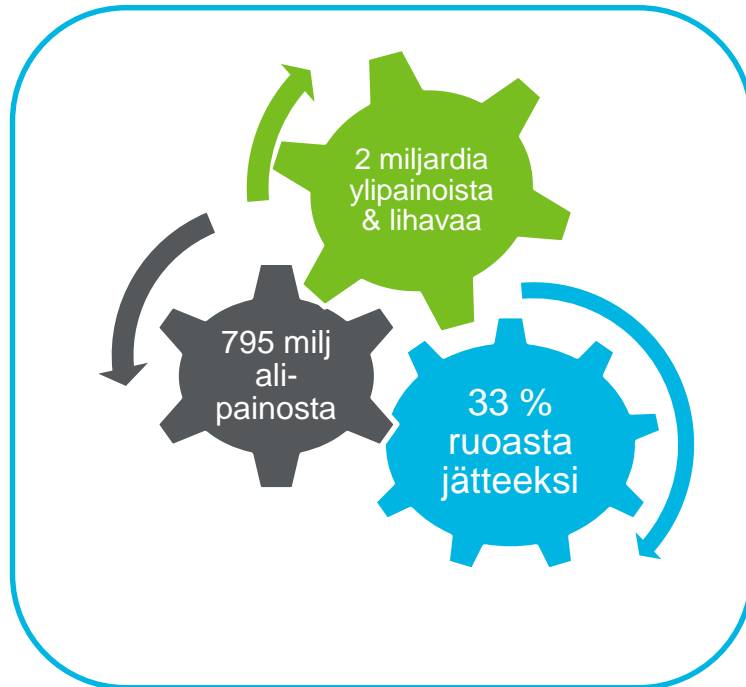 2 miljardia
ylipainoista
& lihavaa
795 milj
ali-
painosta
33 %
ruoasta
jätteeksi